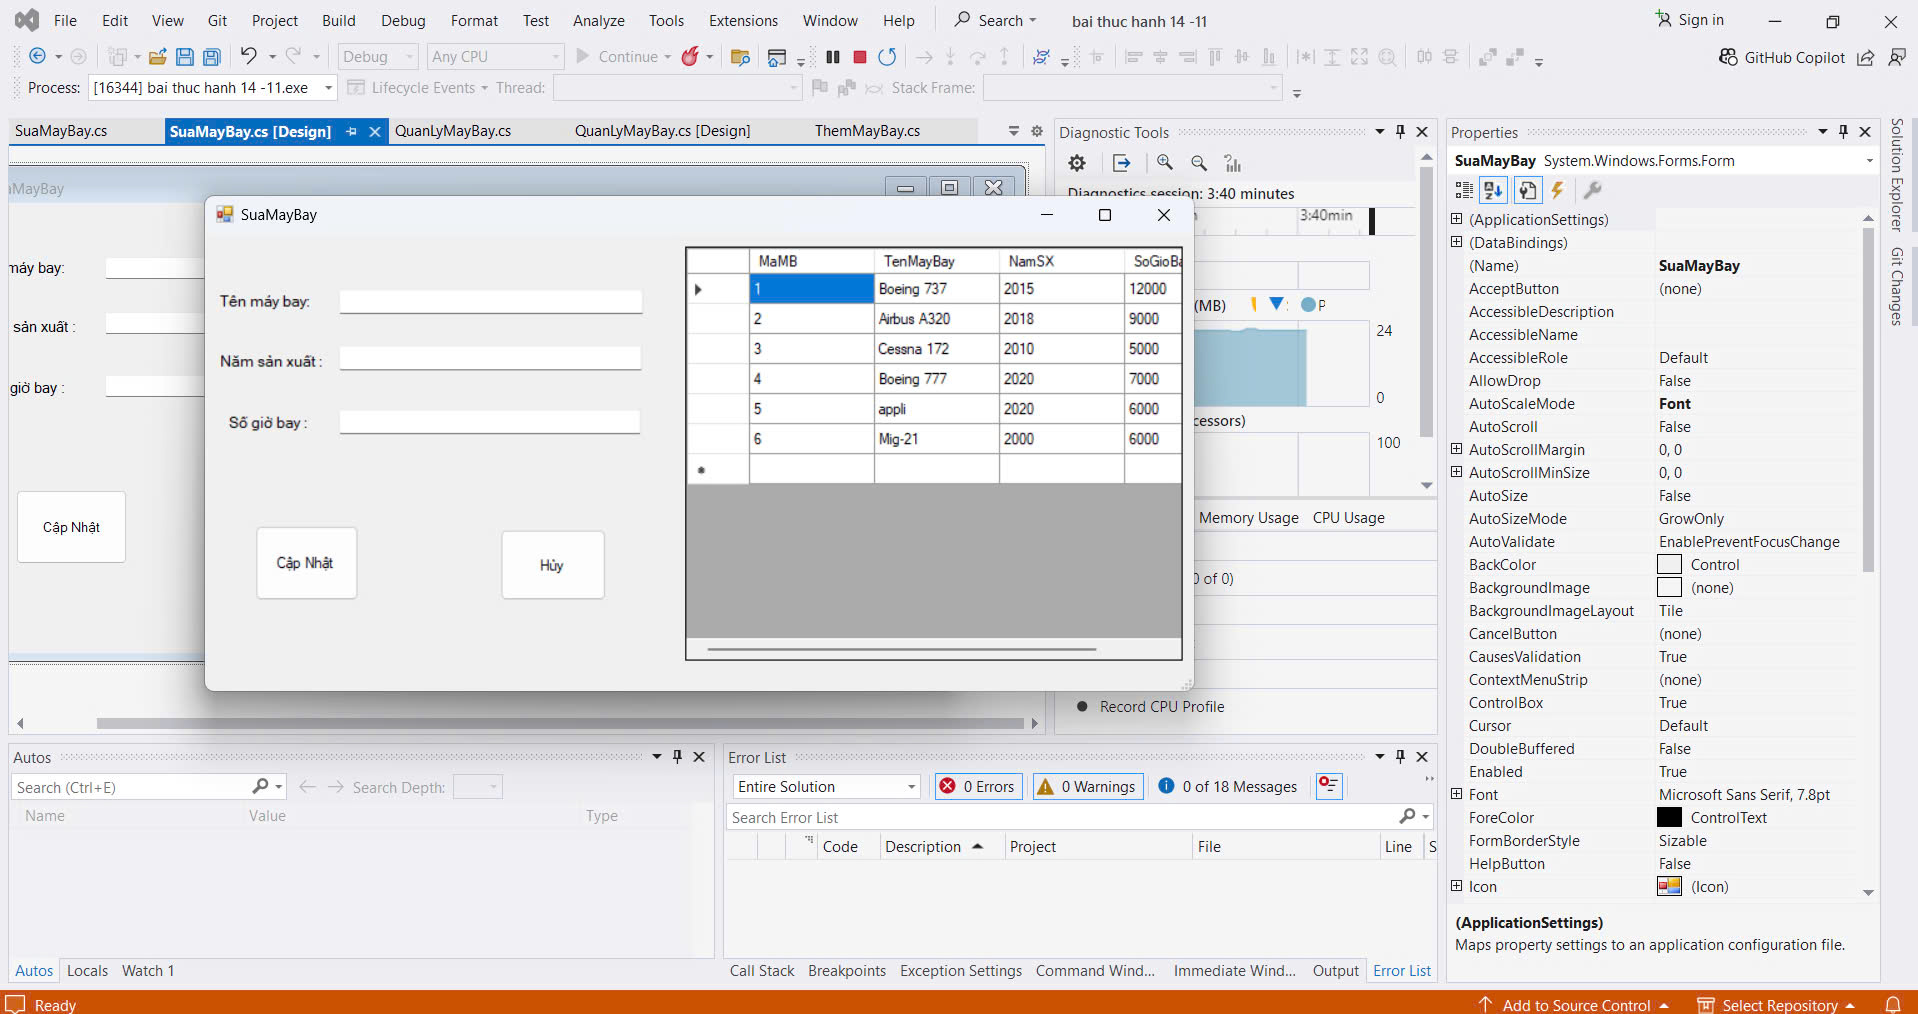 File Edit View Git Project Build Debug Format Test Analyze Tools Extensions Window Help Search bai thuc hanh 14 -11 Sign in
Debug Any CPU Continue GitHub Copilot
Process: [16344] bai thuc hanh 14 -11.exe Lifecycle Events Thread: Stack Frame:
SuaMayBay.cs SuaMayBay.cs [Design] QuanLyMayBay.cs QuanLyMayBay.cs [Design] ThemMayBay.cs
aMayBay
máy bay:
sản xuất :
giờ bay :
Cập Nhật
SuaMayBay
Tên máy bay:
Năm sản xuất :
Số giờ bay :
Cập Nhật
Hủy
MaMB TenMayBay NamSX SoGioBa
1 Boeing 737 2015 12000
2 Airbus A320 2018 9000
3 Cessna 172 2010 5000
4 Boeing 777 2020 7000
5 appli 2020 6000
6 Mig-21 2000 6000
Diagnostic Tools
Diagnostics session: 3:40 minutes
3:40min
(MB) P
24
0
cessors)
100
Memory Usage CPU Usage
0 of 0)
Record CPU Profile
Properties
SuaMayBay System.Windows.Forms.Form
(ApplicationSettings)
(DataBindings)
(Name) SuaMayBay
AcceptButton (none)
AccessibleDescription
AccessibleName
AccessibleRole Default
AllowDrop False
AutoScaleMode Font
AutoScroll False
AutoScrollMargin 0, 0
AutoScrollMinSize 0, 0
AutoSize False
AutoSizeMode GrowOnly
AutoValidate EnablePreventFocusChange
BackColor Control
BackgroundImage (none)
BackgroundImageLayout Tile
CancelButton (none)
CausesValidation True
ContextMenuStrip (none)
ControlBox True
Cursor Default
DoubleBuffered False
Enabled True
Font Microsoft Sans Serif, 7.8pt
ForeColor ControlText
FormBorderStyle Sizable
HelpButton False
Icon (Icon)
(ApplicationSettings)
Maps property settings to an application configuration file.
Solution Explorer
Git Changes
Autos
Search (Ctrl+E) Search Depth:
Name Value Type
Autos Locals Watch 1
Error List
Entire Solution 0 Errors 0 Warnings 0 of 18 Messages
Search Error List
Code Description Project File Line S
Call Stack Breakpoints Exception Settings Command Wind... Immediate Wind... Output Error List
Ready Add to Source Control Select Repository